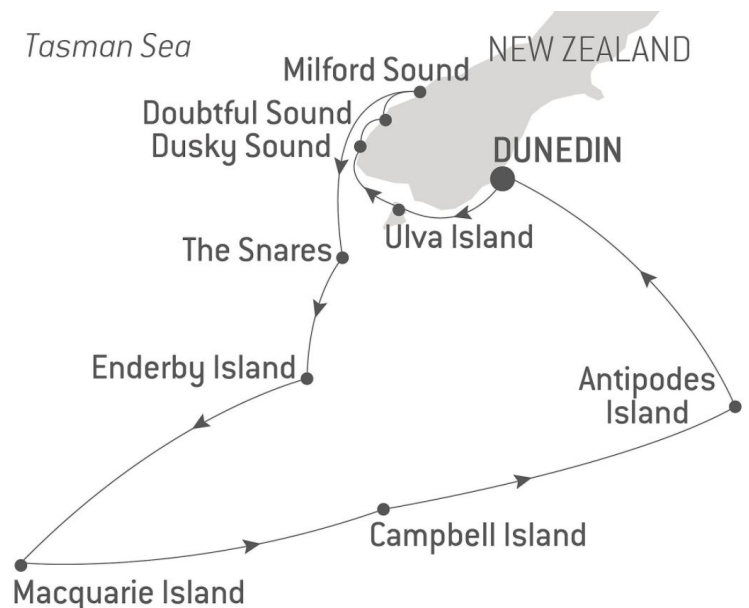 Tasman Sea
NEW ZEALAND
Milford Sound
Doubtful Sound
Dusky Sound
DUNEDIN
Ulva Island
The Snares
Enderby Island
Antipodes
Island
Campbell Island
Macquarie Island